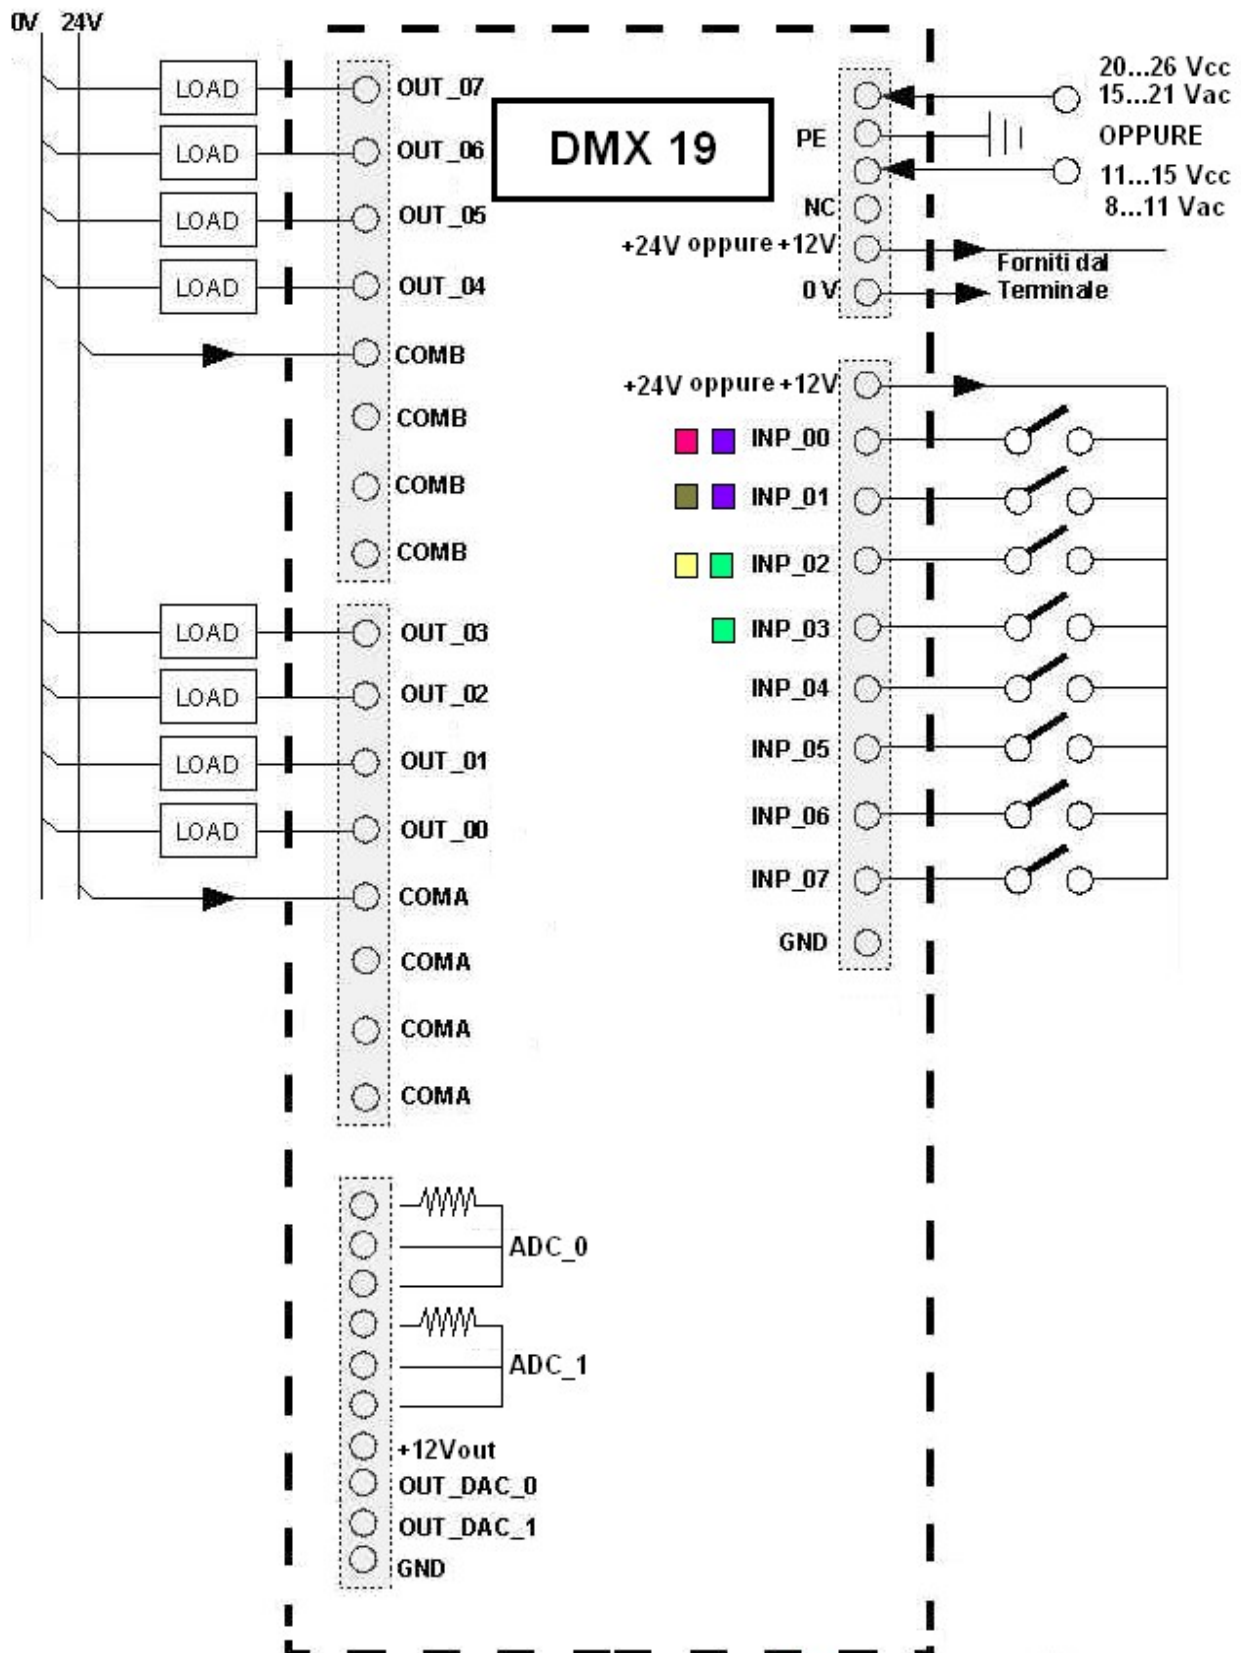 0V 24V
LOAD OUT_07
LOAD OUT_06
LOAD OUT_05
LOAD OUT_04
COMB
COMB
COMB
COMB
LOAD OUT_03
LOAD OUT_02
LOAD OUT_01
LOAD OUT_00
COMA
COMA
COMA
COMA
ADC_0
ADC_1
+12Vout
OUT_DAC_0
OUT_DAC_1
GND
DMX 19
20...26 Vcc
15...21 Vac
PE OPPURE
11...15 Vcc
NC 8...11 Vac
+24V oppure +12V
Forniti dal
0 V Terminale
+24V oppure +12V
INP_00
INP_01
INP_02
INP_03
INP_04
INP_05
INP_06
INP_07
GND